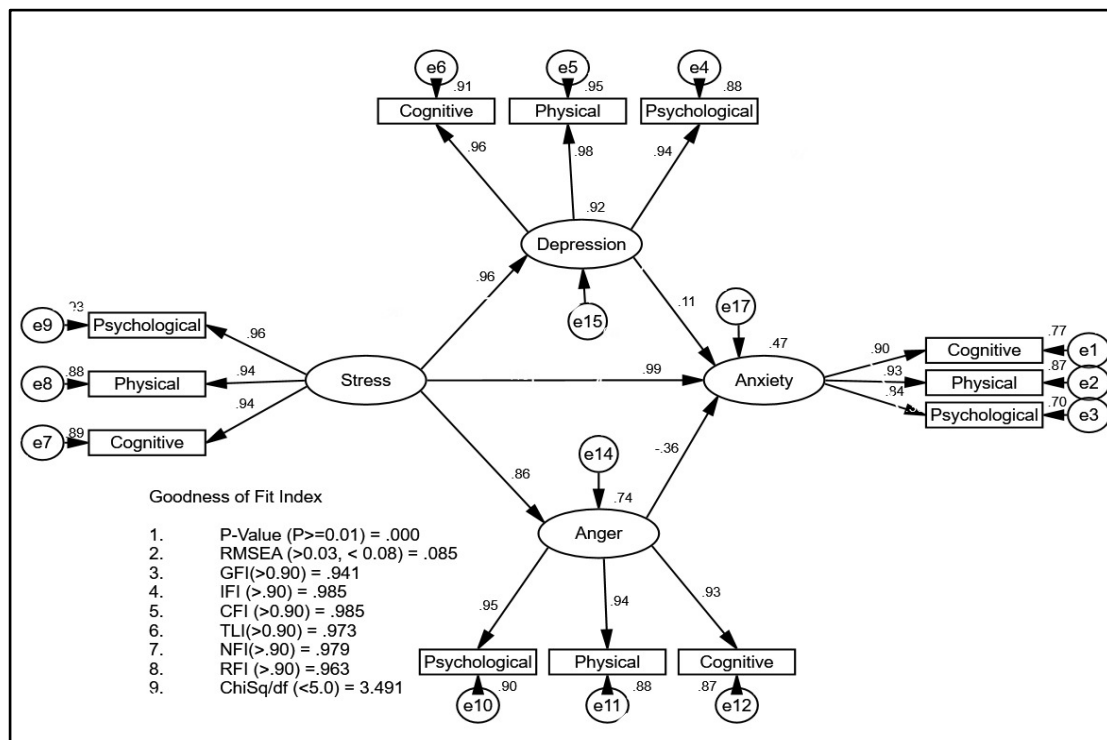 e6
e5
e4
.91
.95
.88
Cognitive
Physical
Psychological
.96
.98
.94
.92
Depression
.96
e15
.11
e17
e9
.93
Psychological
.96
e8
.88
Physical
.94
e7
.89
Cognitive
.94
Stress
.99
.47
Anxiety
.90
Cognitive
.77
e1
.93
Physical
.87
e2
.84
Psychological
.70
e3
.86
e14
-.36
.74
Anger
.95
.94
.93
Psychological
Physical
Cognitive
.90
.88
.87
e10
e11
e12
Goodness of Fit Index
1. P-Value (P>=0.01) = .000
2. RMSEA (>0.03, < 0.08) = .085
3. GFI(>0.90) = .941
4. IFI (>.90) = .985
5. CFI (>0.90) = .985
6. TLI(>0.90) = .973
7. NFI(>.90) = .979
8. RFI (>.90) =.963
9. ChiSq/df (<5.0) = 3.491